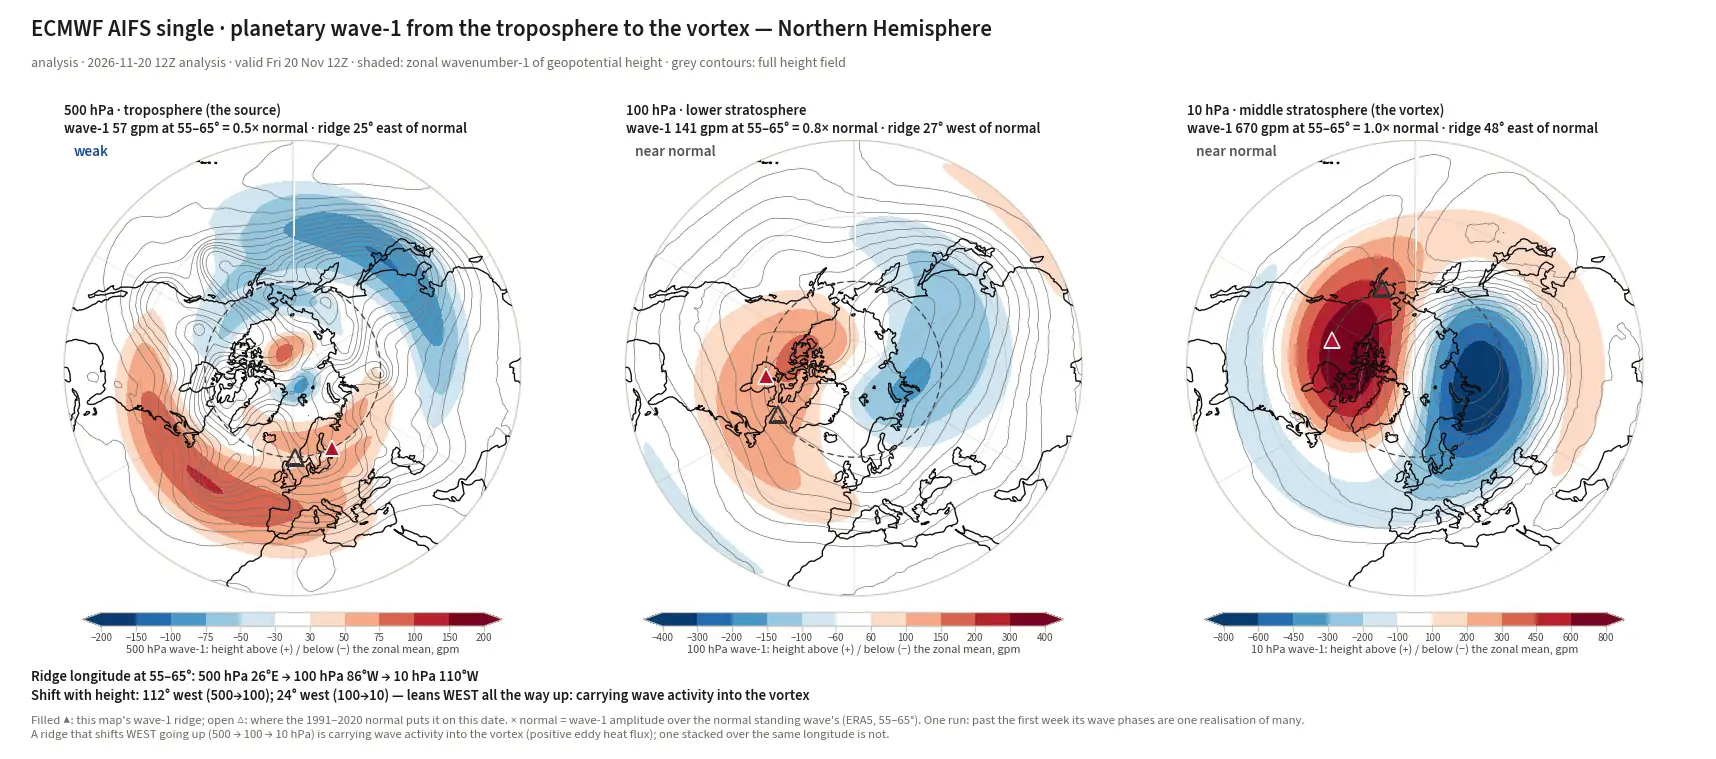 ECMWF AIFS single · planetary wave-1 from the troposphere to the vortex — Northern Hemisphere
analysis · 2026-11-20 12Z analysis · valid Fri 20 Nov 12Z · shaded: zonal wavenumber-1 of geopotential height · grey contours: full height field
500 hPa · troposphere (the source)
wave-1 57 gpm at 55–65° = 0.5× normal · ridge 25° east of normal
weak
100 hPa · lower stratosphere
wave-1 141 gpm at 55–65° = 0.8× normal · ridge 27° west of normal
near normal
10 hPa · middle stratosphere (the vortex)
wave-1 670 gpm at 55–65° = 1.0× normal · ridge 48° east of normal
near normal
−200 −150 −100 −75 −50 −30 30 50 75 100 150 200
500 hPa wave-1: height above (+) / below (−) the zonal mean, gpm
−400 −300 −200 −150 −100 −60 60 100 150 200 300 400
100 hPa wave-1: height above (+) / below (−) the zonal mean, gpm
−800 −600 −450 −300 −200 −100 100 200 300 450 600 800
10 hPa wave-1: height above (+) / below (−) the zonal mean, gpm
Ridge longitude at 55–65°: 500 hPa 26°E → 100 hPa 86°W → 10 hPa 110°W
Shift with height: 112° west (500→100); 24° west (100→10) — leans WEST all the way up: carrying wave activity into the vortex
Filled ▲: this map's wave-1 ridge; open △: where the 1991–2020 normal puts it on this date. × normal = wave-1 amplitude over the normal standing wave's (ERA5, 55–65°). One run: past the first week its wave phases are one realisation of many.
A ridge that shifts WEST going up (500 → 100 → 10 hPa) is carrying wave activity into the vortex (positive eddy heat flux); one stacked over the same longitude is not.